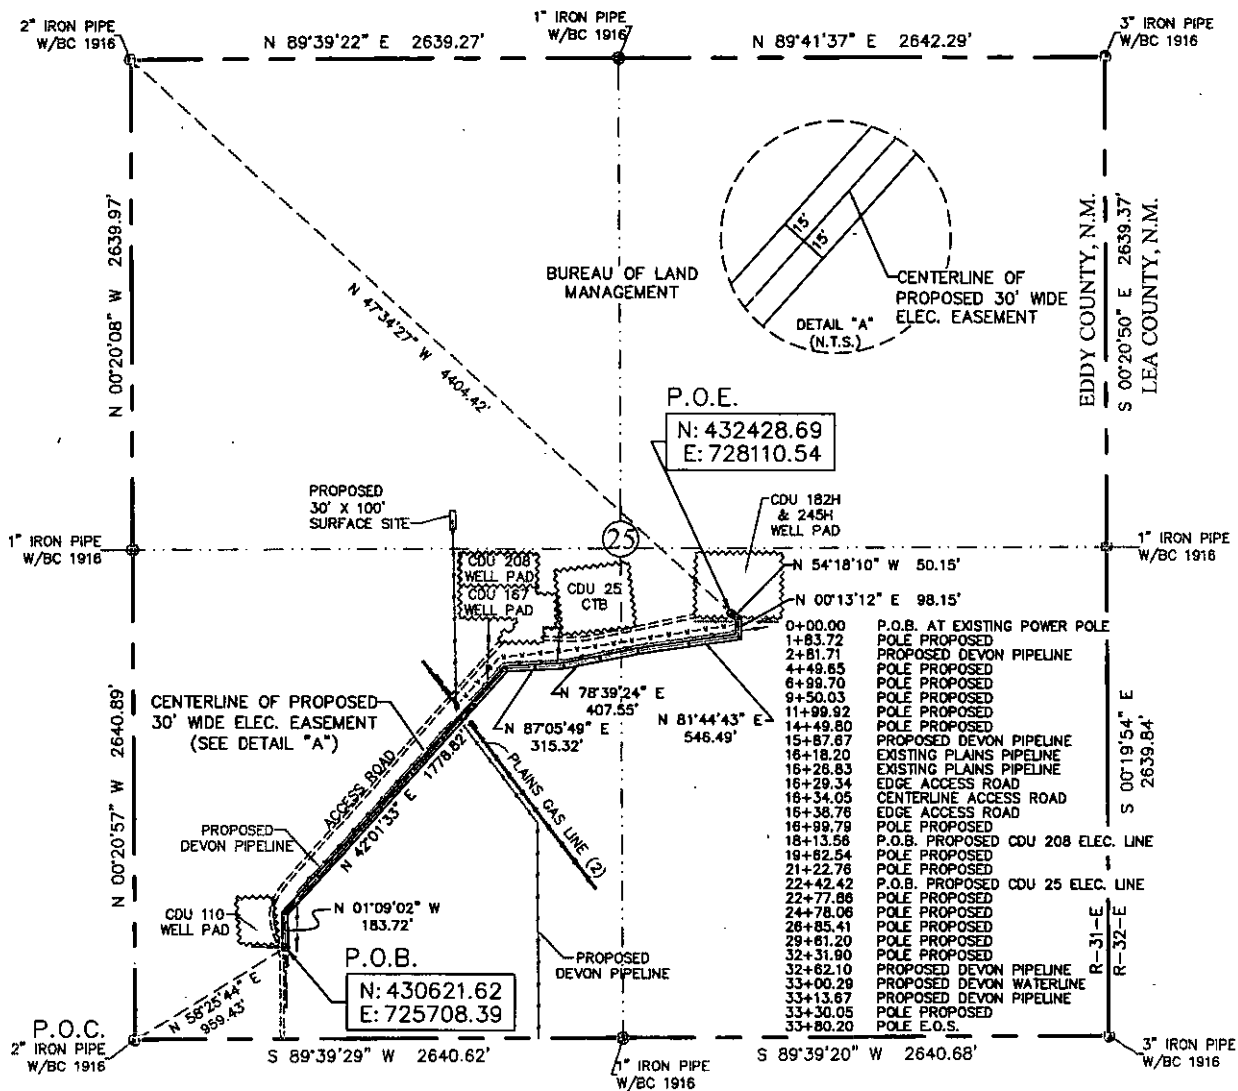 2" IRON PIPE
W/BC 1916
N 89°39'22" E 2639.27'
1" IRON PIPE
W/BC 1916
N 89°41'37" E 2642.29'
3" IRON PIPE
W/BC 1916
N 00°20'08" W 2639.97'
N 47°34'27" W
4404.42'
BUREAU OF LAND
MANAGEMENT
15'
15'
DETAIL "A"
(N.T.S.)
CENTERLINE OF
PROPOSED 30' WIDE
ELEC. EASEMENT
EDDY COUNTY, N.M.
S 00°20'50" E 2639.37'
LEA COUNTY, N.M.
P.O.E.
N: 432428.69
E: 728110.54
PROPOSED
30' X 100'
SURFACE SITE
CDU 182H
& 245H
WELL PAD
25
1" IRON PIPE
W/BC 1916
1" IRON PIPE
W/BC 1916
CDU 208
WELL PAD
CDU 167
WELL PAD
CDU 25
CTB
N 54°18'10" W 50.15'
N 00°13'12" E 98.15'
0+00.00 P.O.B. AT EXISTING POWER POLE
1+83.72 POLE PROPOSED
2+81.71 PROPOSED DEVON PIPELINE
4+49.65 POLE PROPOSED
6+99.70 POLE PROPOSED
9+50.03 POLE PROPOSED
11+99.92 POLE PROPOSED
14+49.80 POLE PROPOSED
15+87.67 PROPOSED DEVON PIPELINE
16+18.20 EXISTING PLAINS PIPELINE
16+26.83 EXISTING PLAINS PIPELINE
16+29.34 EDGE ACCESS ROAD
16+34.05 CENTERLINE ACCESS ROAD
16+38.76 EDGE ACCESS ROAD
16+99.79 POLE PROPOSED
18+13.56 P.O.B. PROPOSED CDU 208 ELEC. LINE
19+62.54 POLE PROPOSED
21+22.76 POLE PROPOSED
22+42.42 P.O.B. PROPOSED CDU 25 ELEC. LINE
22+77.86 POLE PROPOSED
24+78.06 POLE PROPOSED
26+85.41 POLE PROPOSED
29+61.20 POLE PROPOSED
32+31.90 POLE PROPOSED
32+62.10 PROPOSED DEVON PIPELINE
33+00.29 PROPOSED DEVON WATERLINE
33+13.67 PROPOSED DEVON PIPELINE
33+30.05 POLE PROPOSED
33+80.20 POLE E.O.S.
N 78°39'24" E
407.55'
N 81°44'43" E
546.49'
N 87°05'49" E
315.32'
CENTERLINE OF PROPOSED
30' WIDE ELEC. EASEMENT
(SEE DETAIL "A")
N 00°20'57" W 2640.89'
S 00°19'54" E
2639.84'
ACCESS ROAD
N 42°01'33" E 1778.82'
PLAINS GAS LINE (2)
PROPOSED
DEVON PIPELINE
CDU 110
WELL PAD
N 01°09'02" W
183.72'
P.O.B.
N: 430621.62
E: 725708.39
PROPOSED
DEVON PIPELINE
R-31-E
R-32-E
N 58°25'44" E
959.43'
P.O.C.
2" IRON PIPE
W/BC 1916
S 89°39'29" W 2640.62'
1" IRON PIPE
W/BC 1916
S 89°39'20" W 2640.68'
3" IRON PIPE
W/BC 1916